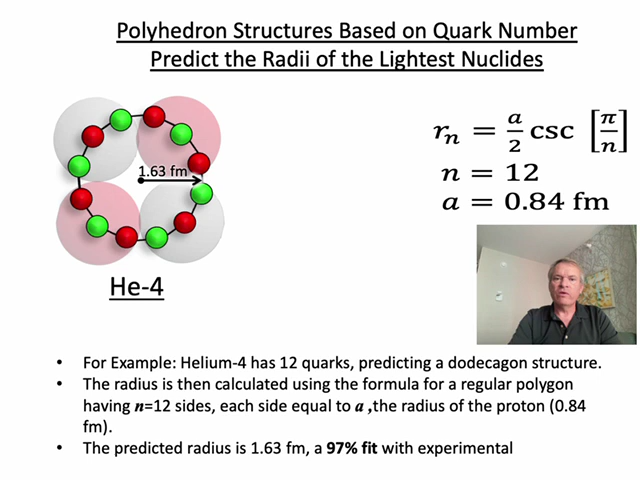 Polyhedron Structures Based on Quark Number
Predict the Radii of the Lightest Nuclides
1.63 fm
He-4
rₙ = a/2 csc [π/n]
n = 12
a = 0.84 fm
• For Example: Helium-4 has 12 quarks, predicting a dodecagon structure.
• The radius is then calculated using the formula for a regular polygon
having n=12 sides, each side equal to a ,the radius of the proton (0.84
fm).
• The predicted radius is 1.63 fm, a 97% fit with experimental